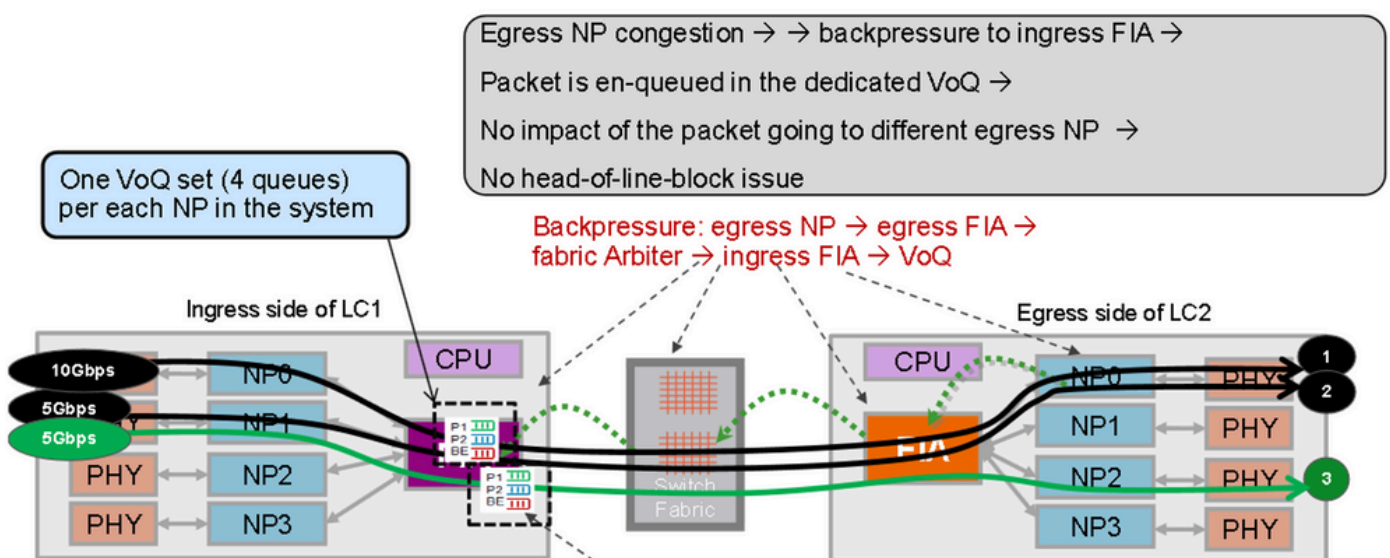 Egress NP congestion → → backpressure to ingress FIA →
Packet is en-queued in the dedicated VoQ →
No impact of the packet going to different egress NP →
No head-of-line-block issue
One VoQ set (4 queues)
per each NP in the system
Backpressure: egress NP → egress FIA →
fabric Arbiter → ingress FIA → VoQ
Ingress side of LC1
Egress side of LC2
10Gbps
NP0
CPU
5Gbps
PHY
NP1
5Gbps
PHY
NP2
PHY
NP3
P1
P2
BE
P1
P2
BE
Switch
Fabric
CPU
FIA
NP0
PHY
1
2
NP1
PHY
NP2
PHY
3
NP3
PHY